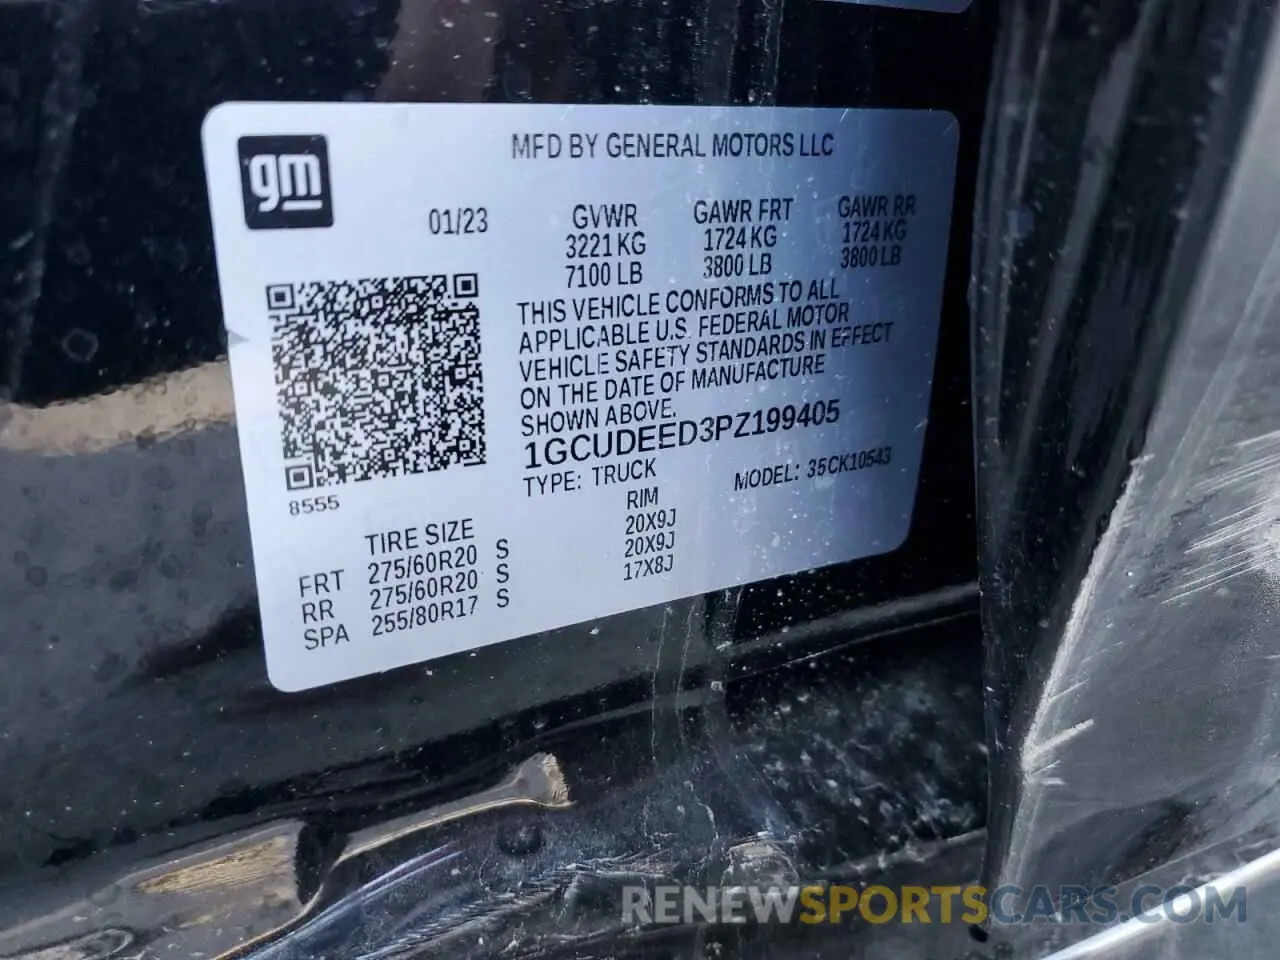 gm
MFD BY GENERAL MOTORS LLC
01/23
GVWR
3221 KG
7100 LB
GAWR FRT
1724 KG
3800 LB
GAWR RR
1724 KG
3800 LB
THIS VEHICLE CONFORMS TO ALL
APPLICABLE U.S. FEDERAL MOTOR
VEHICLE SAFETY STANDARDS IN EFFECT
ON THE DATE OF MANUFACTURE
SHOWN ABOVE.
1GCUDEED3PZ199405
TYPE: TRUCK
MODEL: 35CK10543
8555
TIRE SIZE
RIM
FRT 275/60R20 S 20X9J
RR 275/60R20 S 20X9J
SPA 255/80R17 S 17X8J
RENEWSPORTSCARS.COM